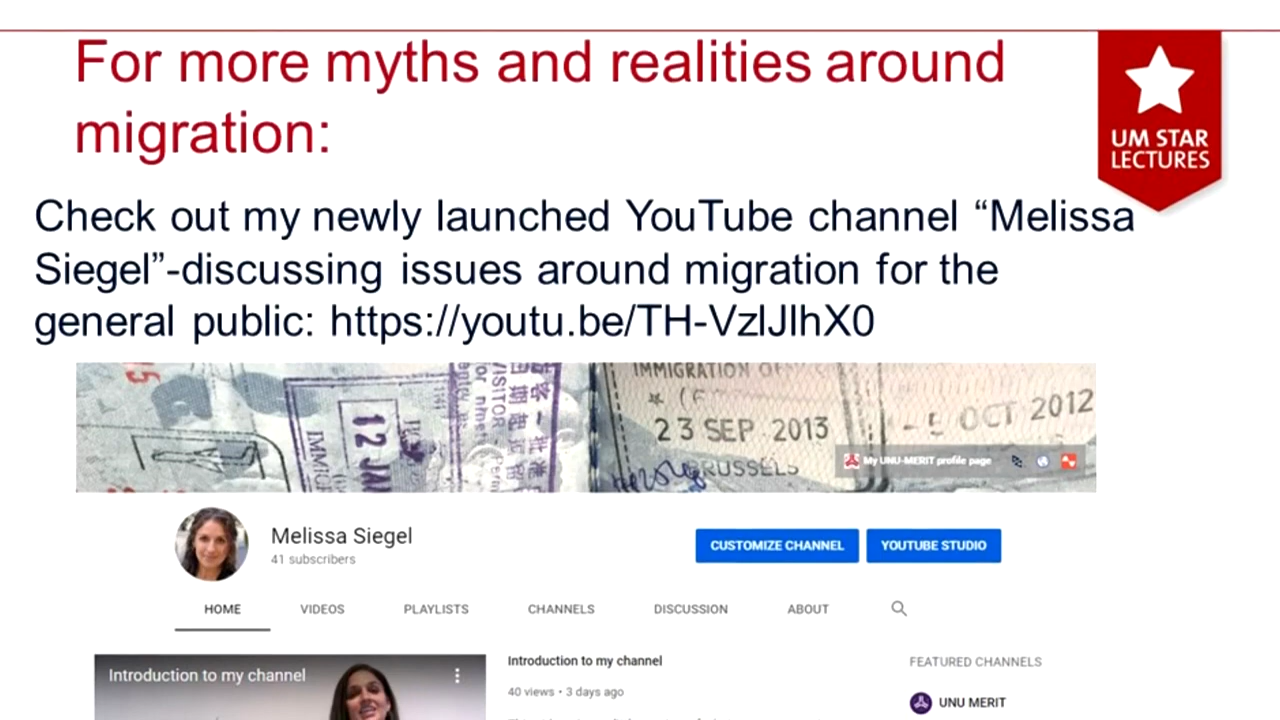 For more myths and realities around
migration:
UM STAR
LECTURES
Check out my newly launched YouTube channel “Melissa
Siegel”-discussing issues around migration for the
general public: https://youtu.be/TH-VzlJlhX0
IMMIGRATION
23 SEP 2013
BRUSSELS
OCT 2012
12 JAN
VISITOR
My UNU-MERIT profile page
Melissa Siegel
41 subscribers
CUSTOMIZE CHANNEL
YOUTUBE STUDIO
HOME
VIDEOS
PLAYLISTS
CHANNELS
DISCUSSION
ABOUT
Introduction to my channel
Introduction to my channel
40 views • 3 days ago
FEATURED CHANNELS
UNU MERIT